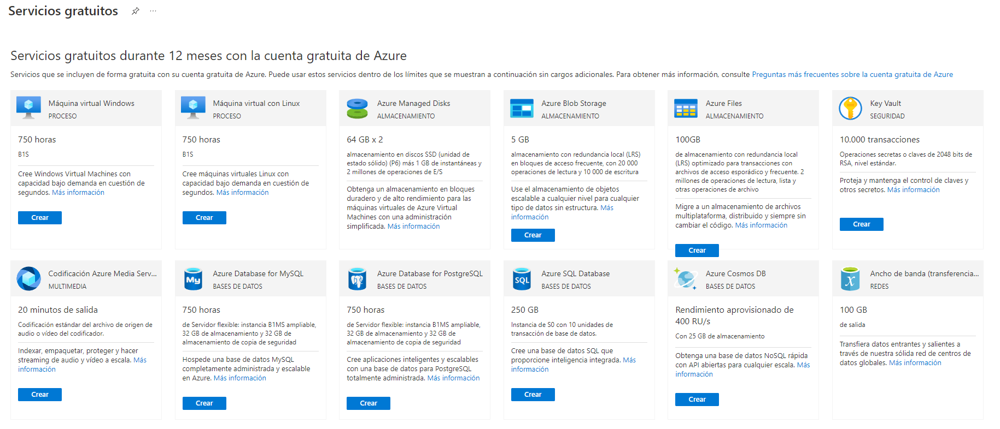 Servicios gratuitos
Servicios gratuitos durante 12 meses con la cuenta gratuita de Azure
Servicios que se incluyen de forma gratuita con su cuenta gratuita de Azure. Puede usar estos servicios dentro de los límites que se muestran a continuación sin cargos adicionales. Para obtener más información, consulte Preguntas más frecuentes sobre la cuenta gratuita de Azure
Máquina virtual Windows
PROCESO
750 horas
B1S
Cree Windows Virtual Machines con
capacidad bajo demanda en cuestión de
segundos. Más información
Crear
Máquina virtual con Linux
PROCESO
750 horas
B1S
Cree máquinas virtuales Linux con
capacidad bajo demanda en cuestión de
segundos. Más información
Crear
Azure Managed Disks
ALMACENAMIENTO
64 GB x 2
almacenamiento en discos SSD (unidad de
estado sólido) (P6) más 1 GB de instantáneas y
2 millones de operaciones de E/S
Obtenga un almacenamiento en bloques
duradero y de alto rendimiento para las
máquinas virtuales de Azure Virtual
Machines con una administración
simplificada. Más información
Azure Blob Storage
ALMACENAMIENTO
5 GB
almacenamiento con redundancia local (LRS)
en bloques de acceso frecuente, con 20 000
operaciones de lectura y 10 000 de escritura
Use el almacenamiento de objetos
escalable a cualquier nivel para cualquier
tipo de datos sin estructura. Más
información
Crear
Azure Files
ALMACENAMIENTO
100GB
de almacenamiento con redundancia local
(LRS) optimizado para transacciones con
archivos de acceso esporádico y frecuente. 2
millones de operaciones de lectura, lista y
otras operaciones de archivo
Migre a un almacenamiento de archivos
multiplataforma, distribuido y siempre sin
cambiar el código. Más información
Crear
Key Vault
SEGURIDAD
10.000 transacciones
Operaciones secretas o claves de 2048 bits de
RSA, nivel estándar.
Proteja y mantenga el control de claves y
otros secretos. Más información
Crear
Codificación Azure Media Serv...
MULTIMEDIA
20 minutos de salida
Codificación estándar del archivo de origen de
audio o vídeo del codificador.
Indexar, empaquetar, proteger y hacer
streaming de audio y vídeo a escala. Más
información
Crear
My
Azure Database for MySQL
BASES DE DATOS
750 horas
de Servidor flexible: instancia B1MS ampliable,
32 GB de almacenamiento y 32 GB de
almacenamiento de copia de seguridad
Hospede una base de datos MySQL
completamente administrada y escalable
en Azure. Más información
Crear
Azure Database for PostgreSQL
BASES DE DATOS
750 horas
de Servidor flexible: instancia B1MS ampliable,
32 GB de almacenamiento y 32 GB de
almacenamiento de copia de seguridad
Cree aplicaciones inteligentes y escalables
con una base de datos para PostgreSQL
totalmente administrada. Más información
Crear
SQL
Azure SQL Database
BASES DE DATOS
250 GB
Instancia de S0 con 10 unidades de
transacción de base de datos.
Cree una base de datos SQL que
proporcione inteligencia integrada. Más
información
Crear
Azure Cosmos DB
BASES DE DATOS
Rendimiento aprovisionado de
400 RU/s
Con 25 GB de almacenamiento
Obtenga una base de datos NoSQL rápida
con API abiertas para cualquier escala. Más
información
Crear
X
Ancho de banda (transferencia...
REDES
100 GB
de salida
Transfiera datos entrantes y salientes a
través de nuestra sólida red de centros de
datos globales. Más información